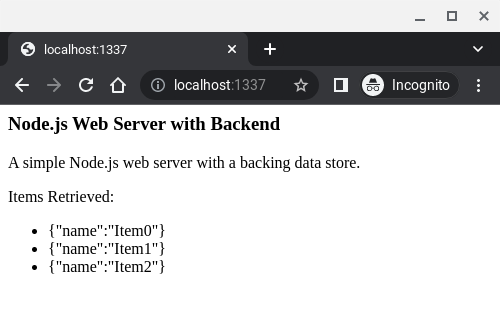 localhost:1337
localhost:1337
Incognito
Node.js Web Server with Backend
A simple Node.js web server with a backing data store.
Items Retrieved:
{"name":"Item0"}
{"name":"Item1"}
{"name":"Item2"}